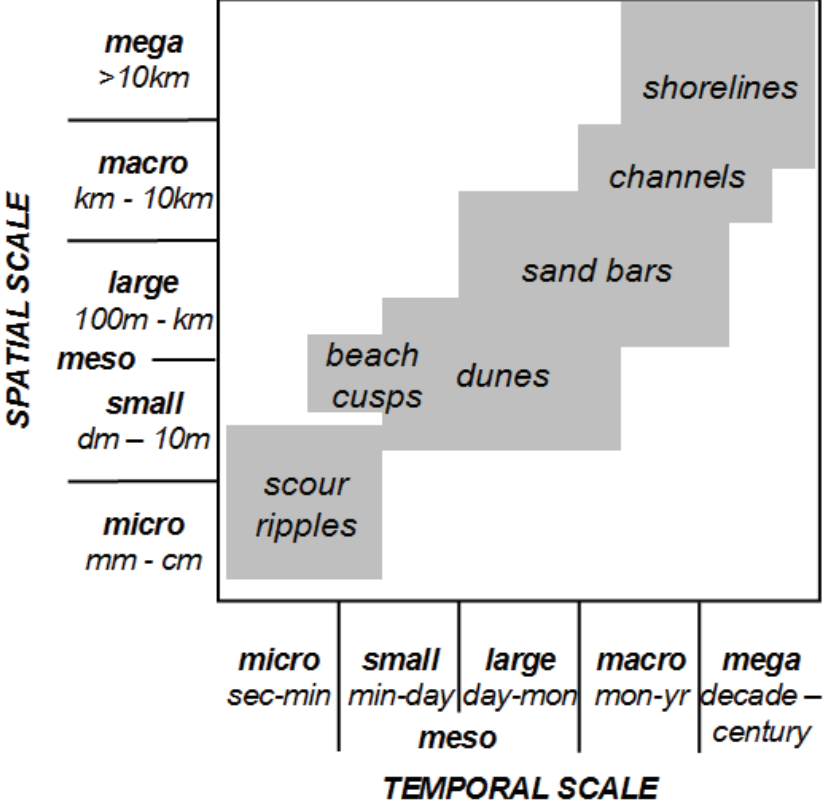 SPATIAL SCALE
mega
>10km
macro
km - 10km
large
100m - km
meso
small
dm – 10m
micro
mm - cm
shorelines
channels
sand bars
beach
cusps
dunes
scour
ripples
micro
sec-min
small
min-day
large
day-mon
meso
macro
mon-yr
mega
decade –
century
TEMPORAL SCALE